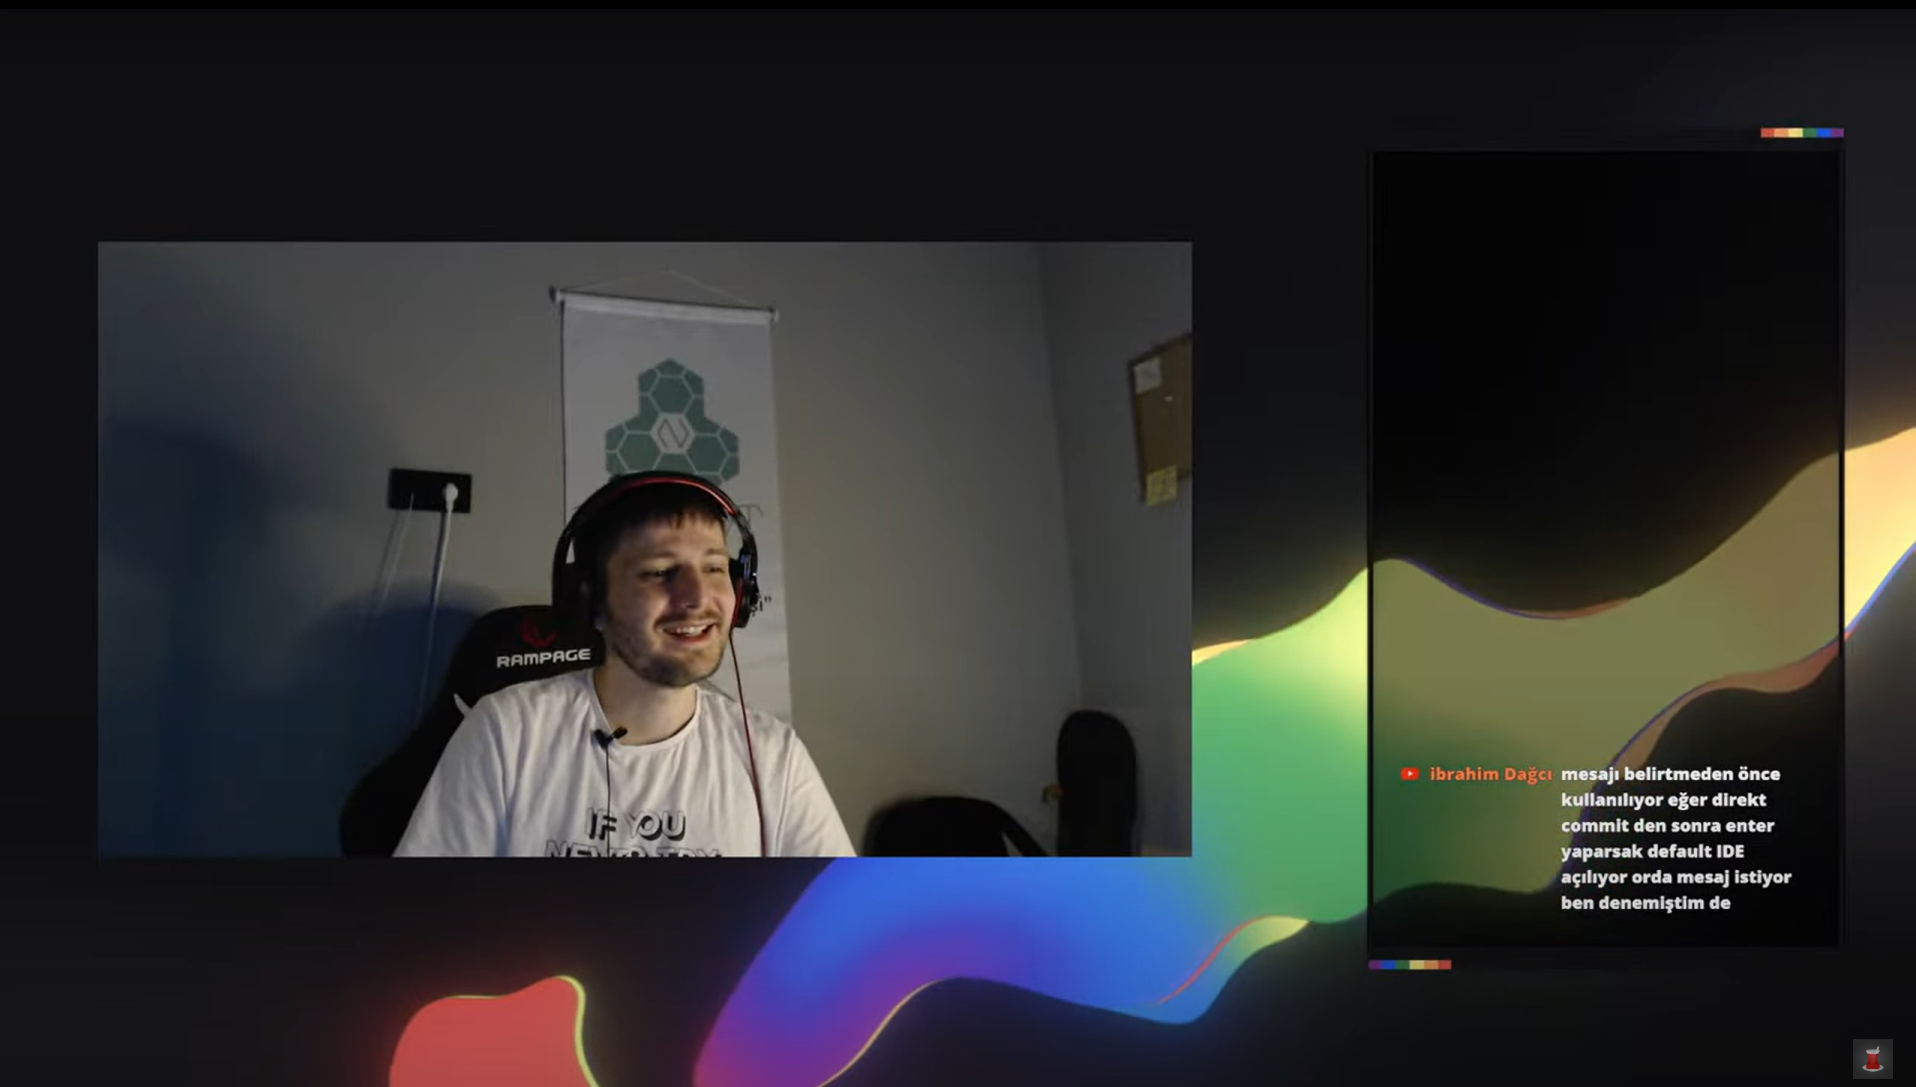 RAMPAGE
IF YOU
ibrahim Dağcı mesajı belirtmeden önce
kullanılıyor eğer direkt
commit den sonra enter
yaparsak default IDE
açılıyor orda mesaj istiyor
ben denemiştim de